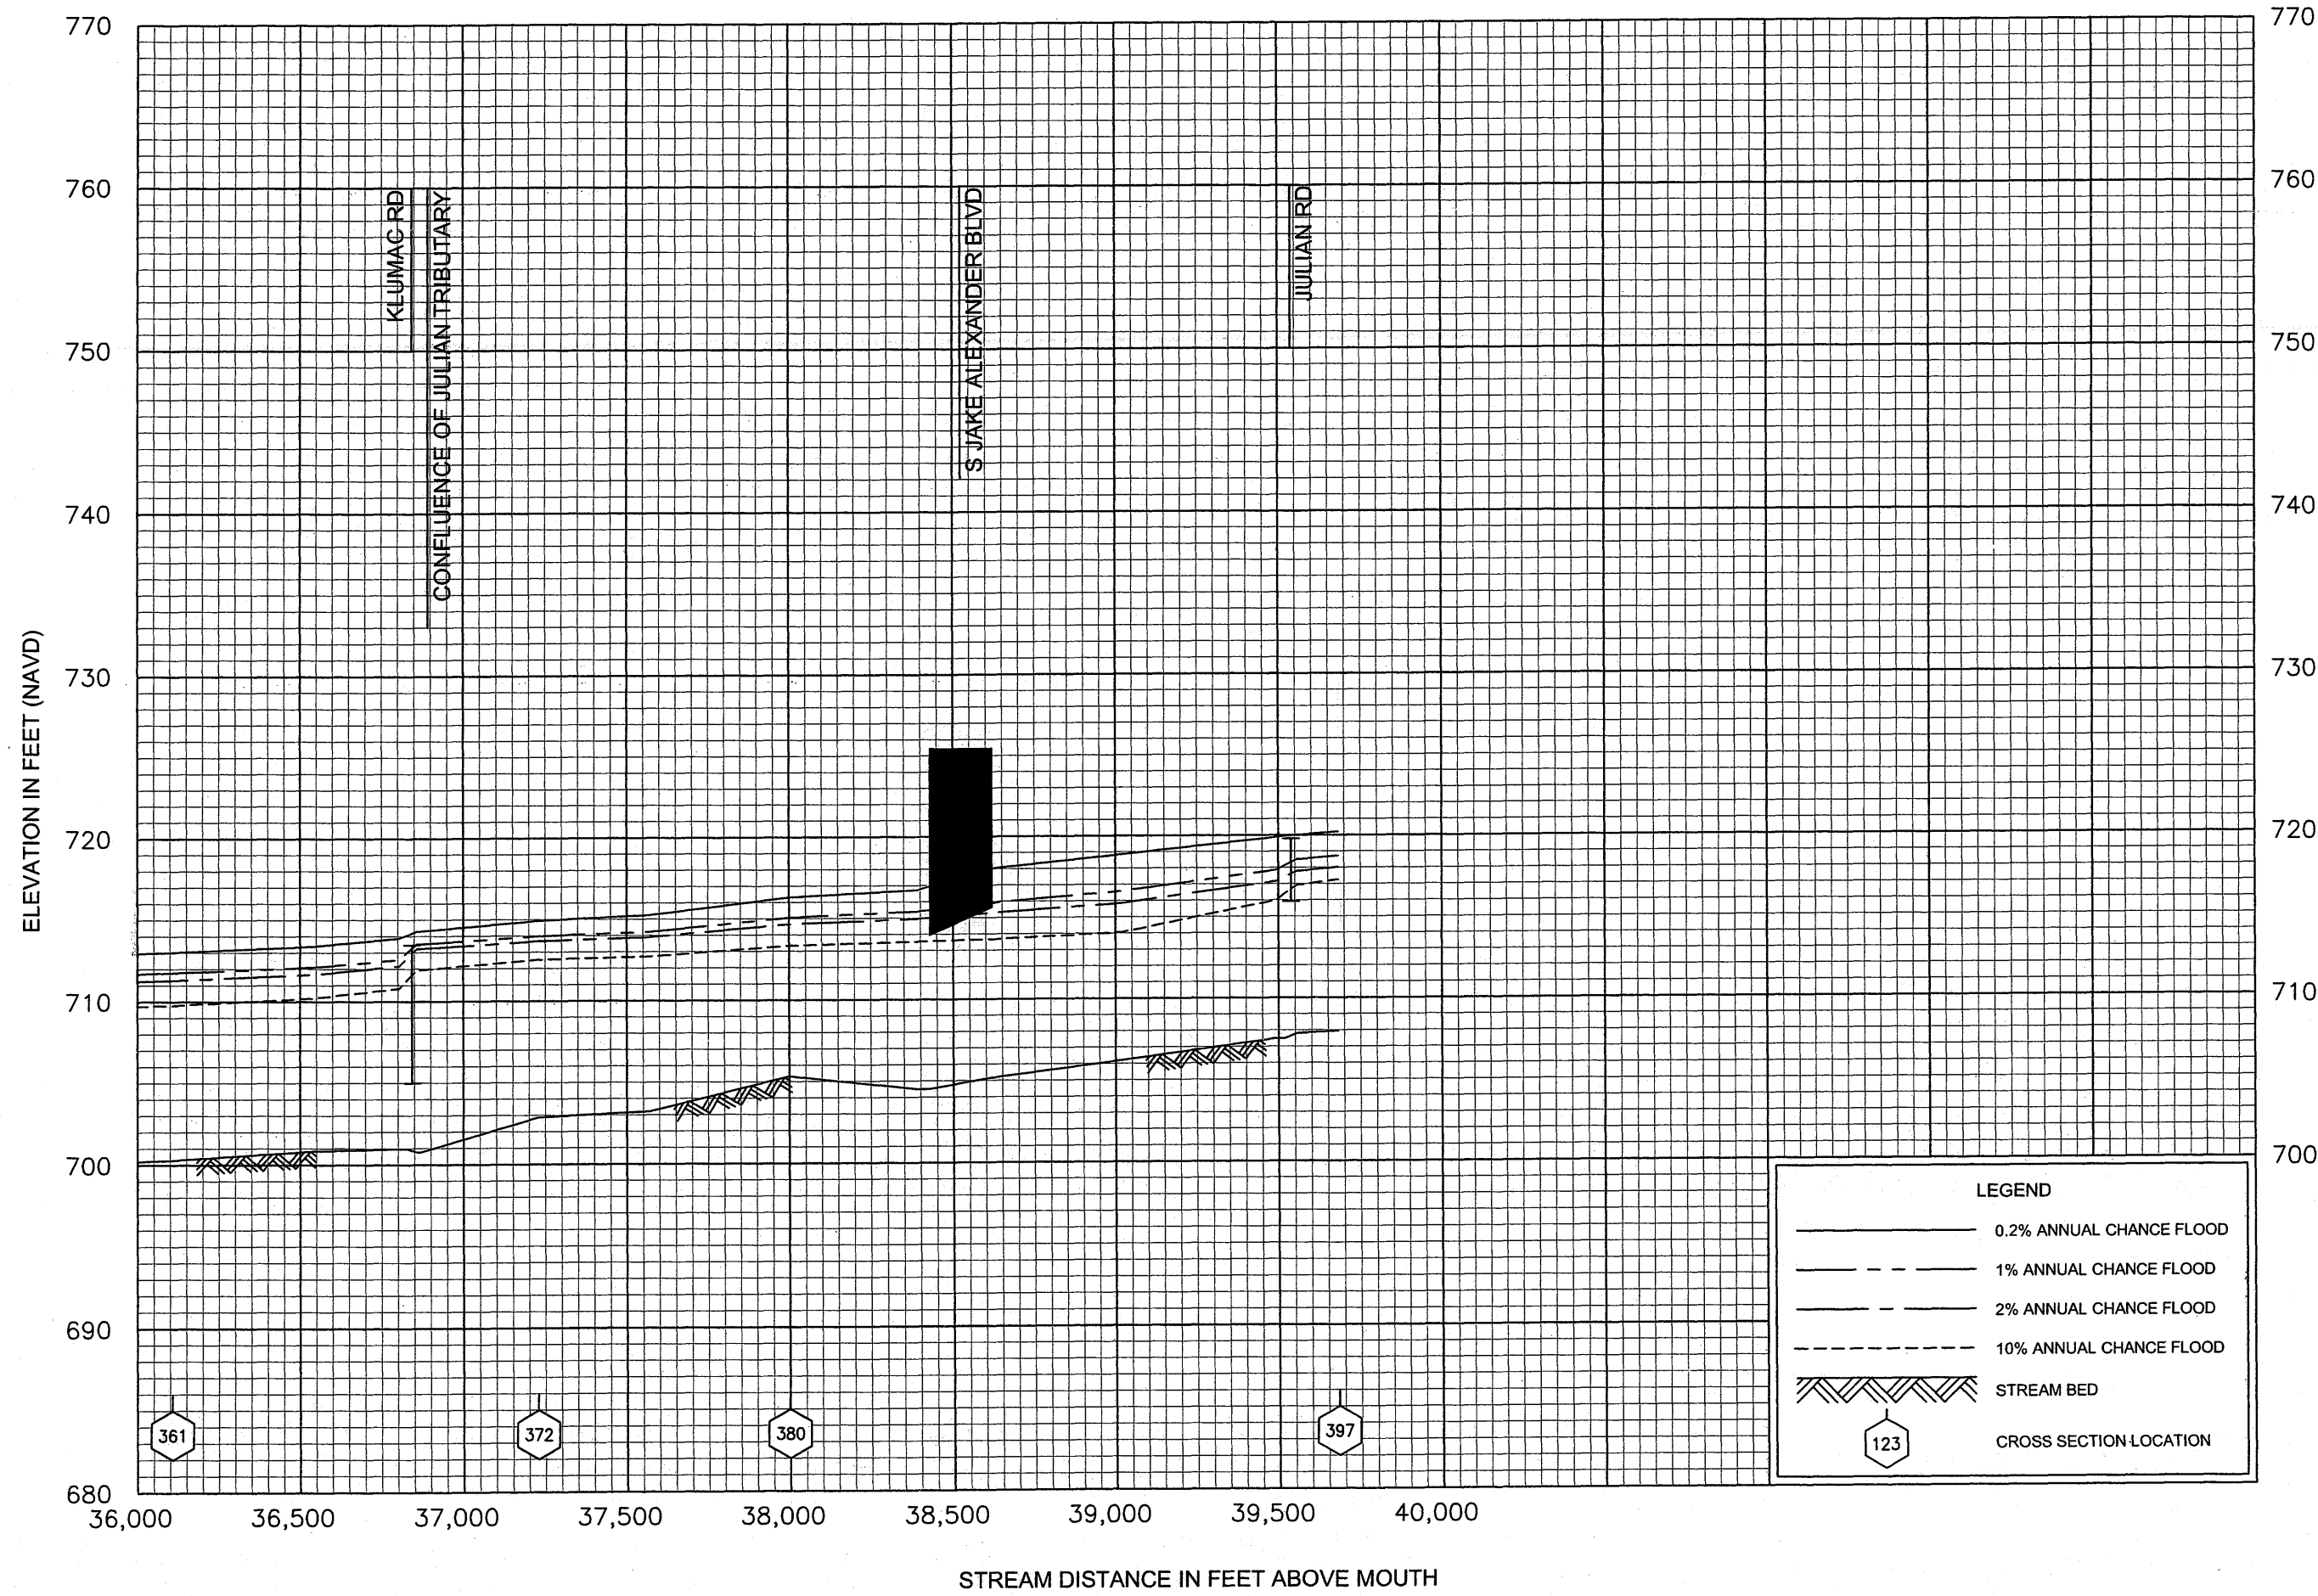 770
760
750
740
730
720
710
700
690
680
770
760
750
740
730
720
710
700
ELEVATION IN FEET (NAVD)
KLUMAC RD
CONFLUENCE OF JULIAN TRIBUTARY
S JAKE ALEXANDER BLVD
JULIAN RD
361
372
380
397
36,000
36,500
37,000
37,500
38,000
38,500
39,000
39,500
40,000
STREAM DISTANCE IN FEET ABOVE MOUTH
LEGEND
0.2% ANNUAL CHANCE FLOOD
1% ANNUAL CHANCE FLOOD
2% ANNUAL CHANCE FLOOD
10% ANNUAL CHANCE FLOOD
STREAM BED
123
CROSS SECTION LOCATION